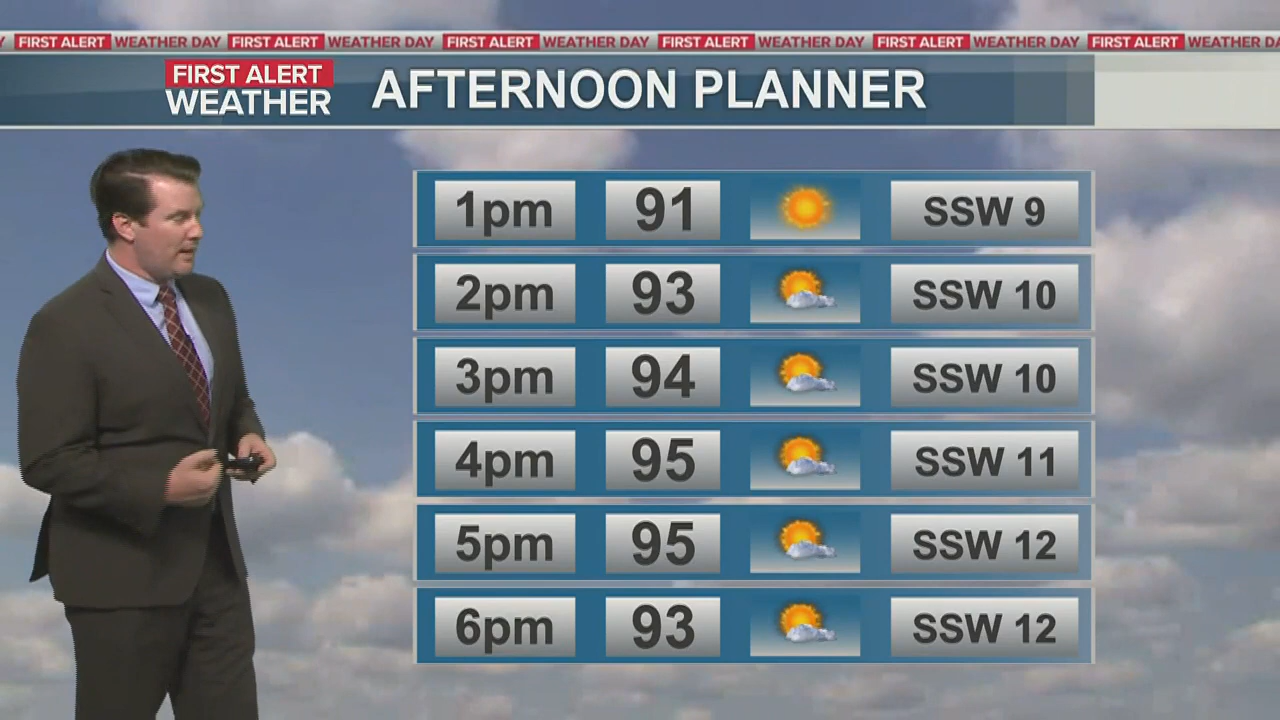 FIRST ALERT WEATHER DAY FIRST ALERT WEATHER DAY FIRST ALERT WEATHER DAY FIRST ALERT WEATHER DAY FIRST ALERT WEATHER DAY FIRST ALERT WEATHER DA
FIRST ALERT
WEATHER
AFTERNOON PLANNER
1pm 91 SSW 9
2pm 93 SSW 10
3pm 94 SSW 10
4pm 95 SSW 11
5pm 95 SSW 12
6pm 93 SSW 12